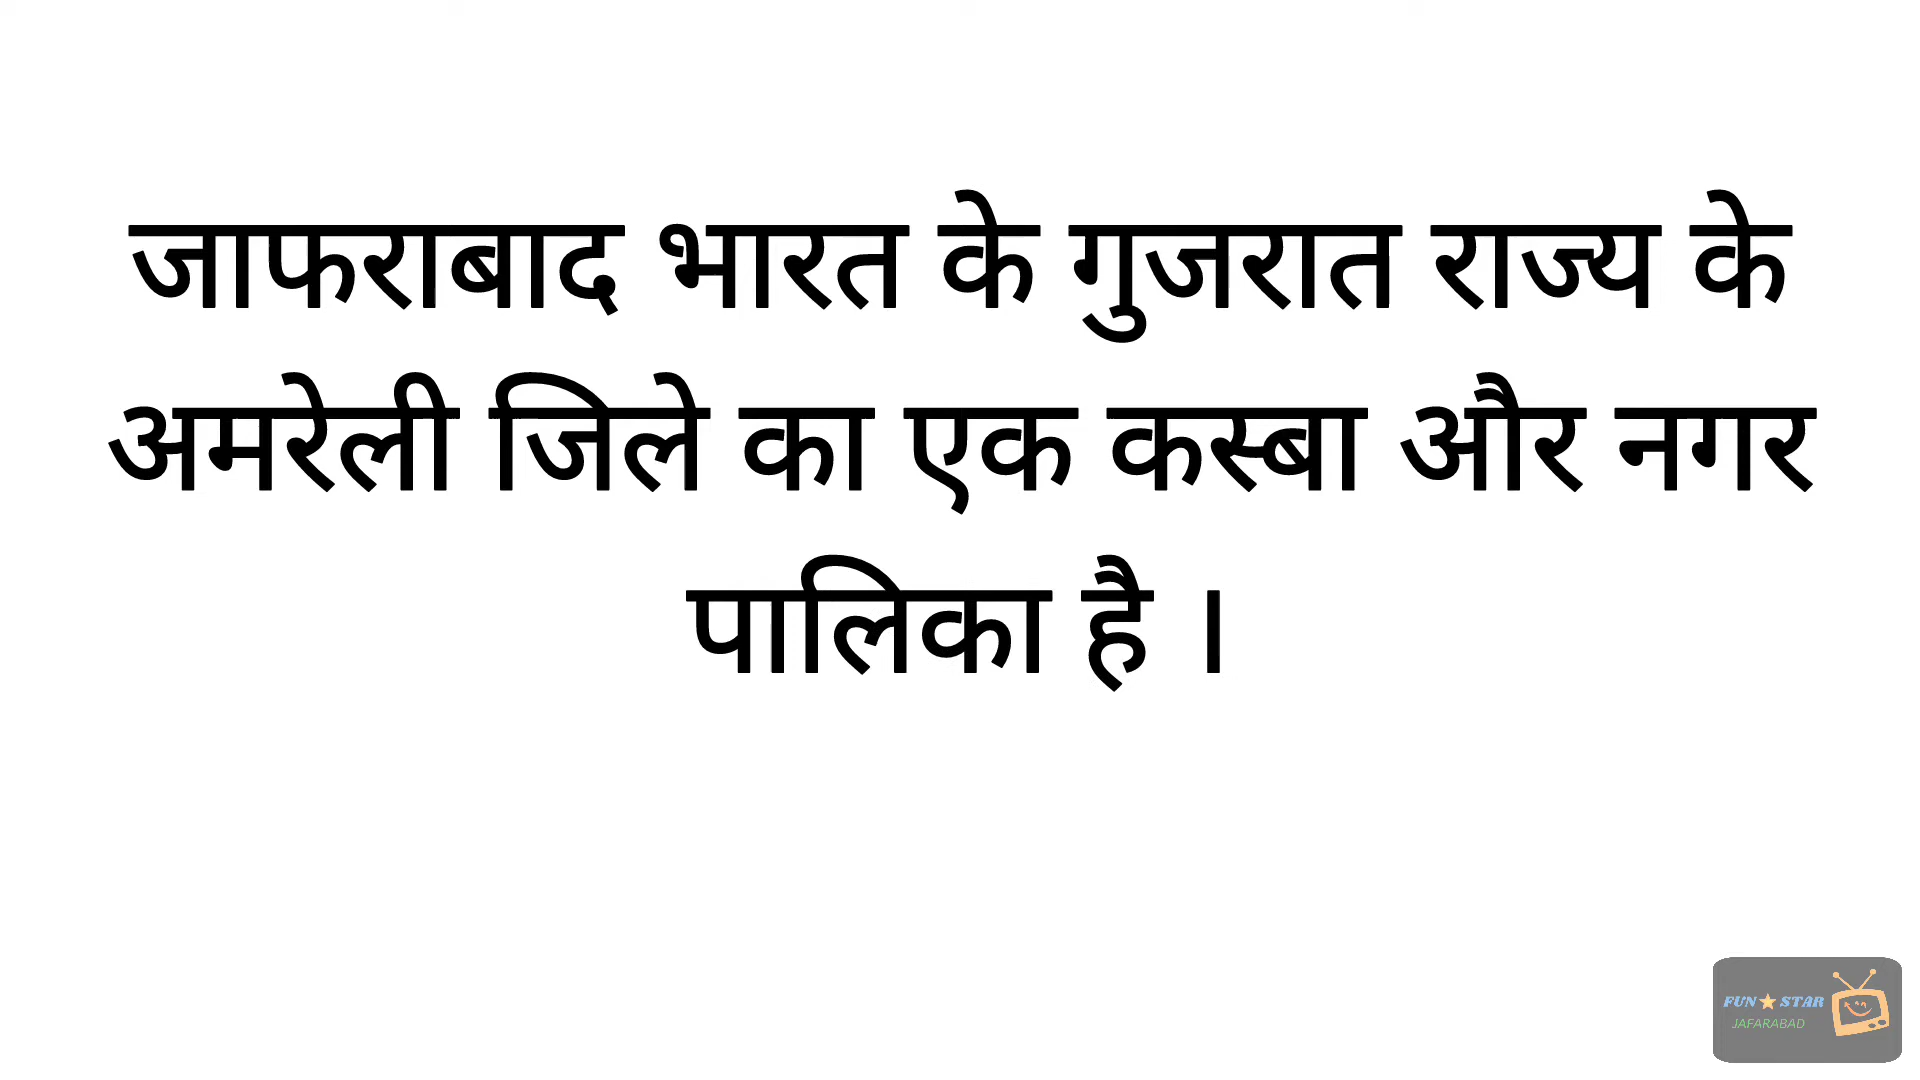 जाफराबाद भारत के गुजरात राज्य के
अमरेली जिले का एक कस्बा और नगर
पालिका है ।
FUN STAR
JAFARABAD